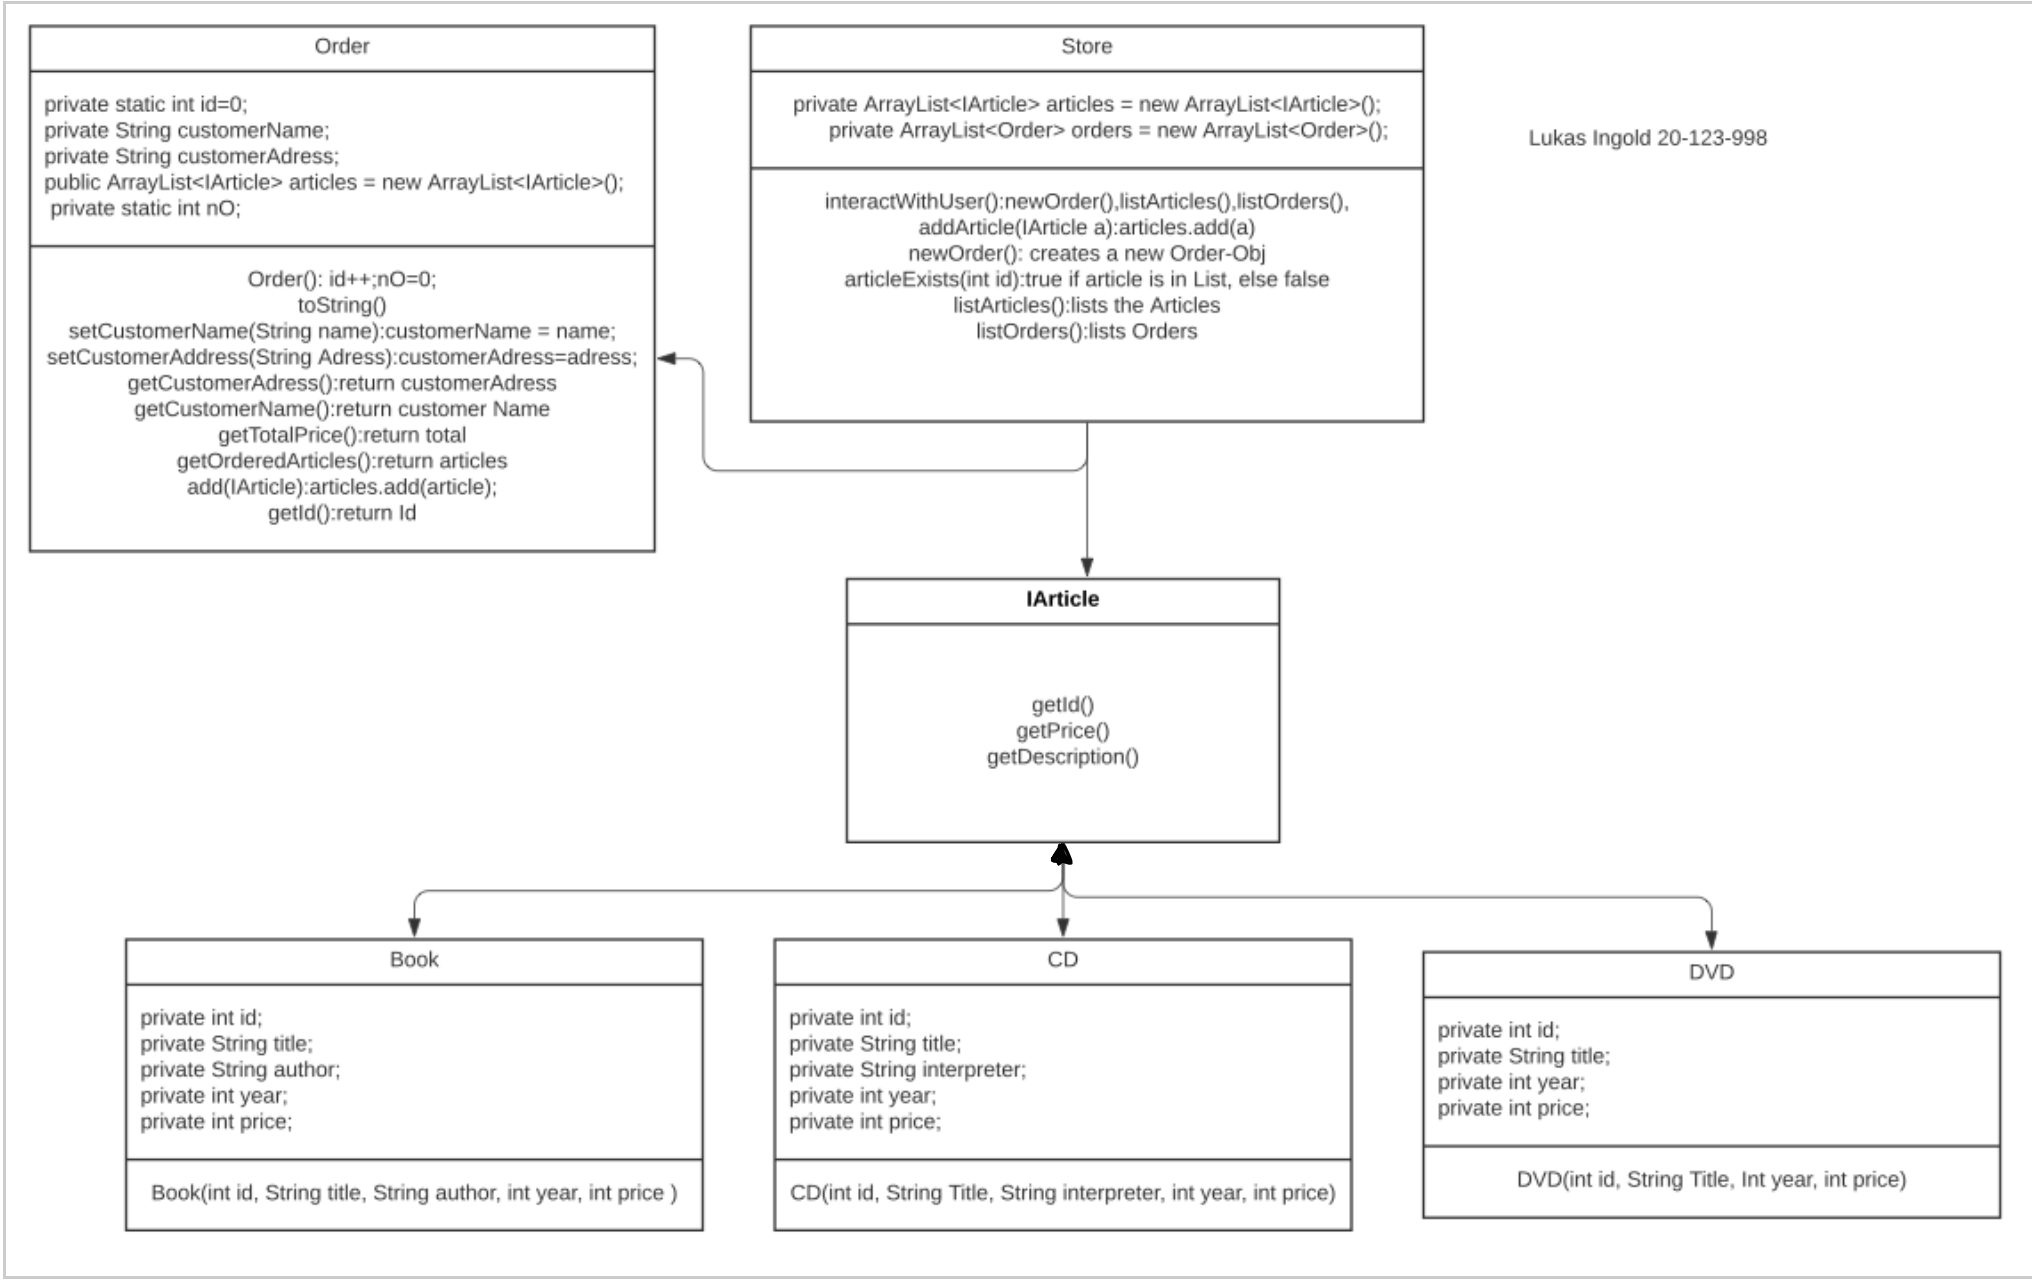 Order
private static int id=0;
private String customerName;
private String customerAdress;
public ArrayList<IArticle> articles = new ArrayList<IArticle>();
private static int nO;
Order(): id++;nO=0;
toString()
setCustomerName(String name):customerName = name;
setCustomerAddress(String Adress):customerAdress=adress;
getCustomerAdress():return customerAdress
getCustomerName():return customer Name
getTotalPrice():return total
getOrderedArticles():return articles
add(IArticle):articles.add(article);
getId():return Id
Store
private ArrayList<IArticle> articles = new ArrayList<IArticle>();
private ArrayList<Order> orders = new ArrayList<Order>();
interactWithUser():newOrder(),listArticles(),listOrders(),
addArticle(IArticle a):articles.add(a)
newOrder(): creates a new Order-Obj
articleExists(int id):true if article is in List, else false
listArticles():lists the Articles
listOrders():lists Orders
Lukas Ingold 20-123-998
IArticle
getId()
getPrice()
getDescription()
Book
private int id;
private String title;
private String author;
private int year;
private int price;
Book(int id, String title, String author, int year, int price )
CD
private int id;
private String title;
private String interpreter;
private int year;
private int price;
CD(int id, String Title, String interpreter, int year, int price)
DVD
private int id;
private String title;
private int year;
private int price;
DVD(int id, String Title, Int year, int price)